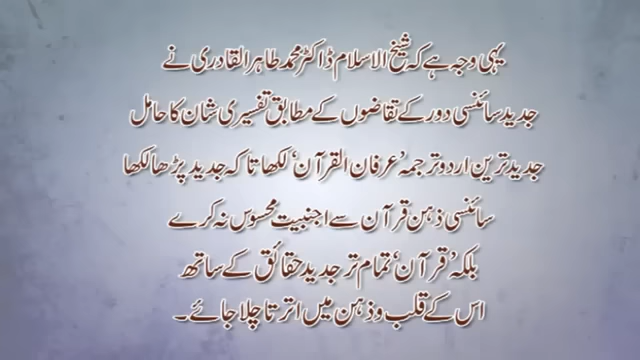 یہی وجہ ہے کہ شیخ الاسلام ڈاکٹر محمد طاہر القادری نے
جدید سائنسی دور کے تقاضوں کے مطابق تفسیری شان کا حامل
جدید ترین اردو ترجمہ ’عرفان القرآن‘ لکھا تا کہ جدید پڑھا لکھا
سائنسی ذہن قرآن سے اجنبیت محسوس نہ کرے
بلکہ ’قرآن‘ تمام تر جدید حقائق کے ساتھ
اس کے قلب و ذہن میں اترتا چلا جائے۔